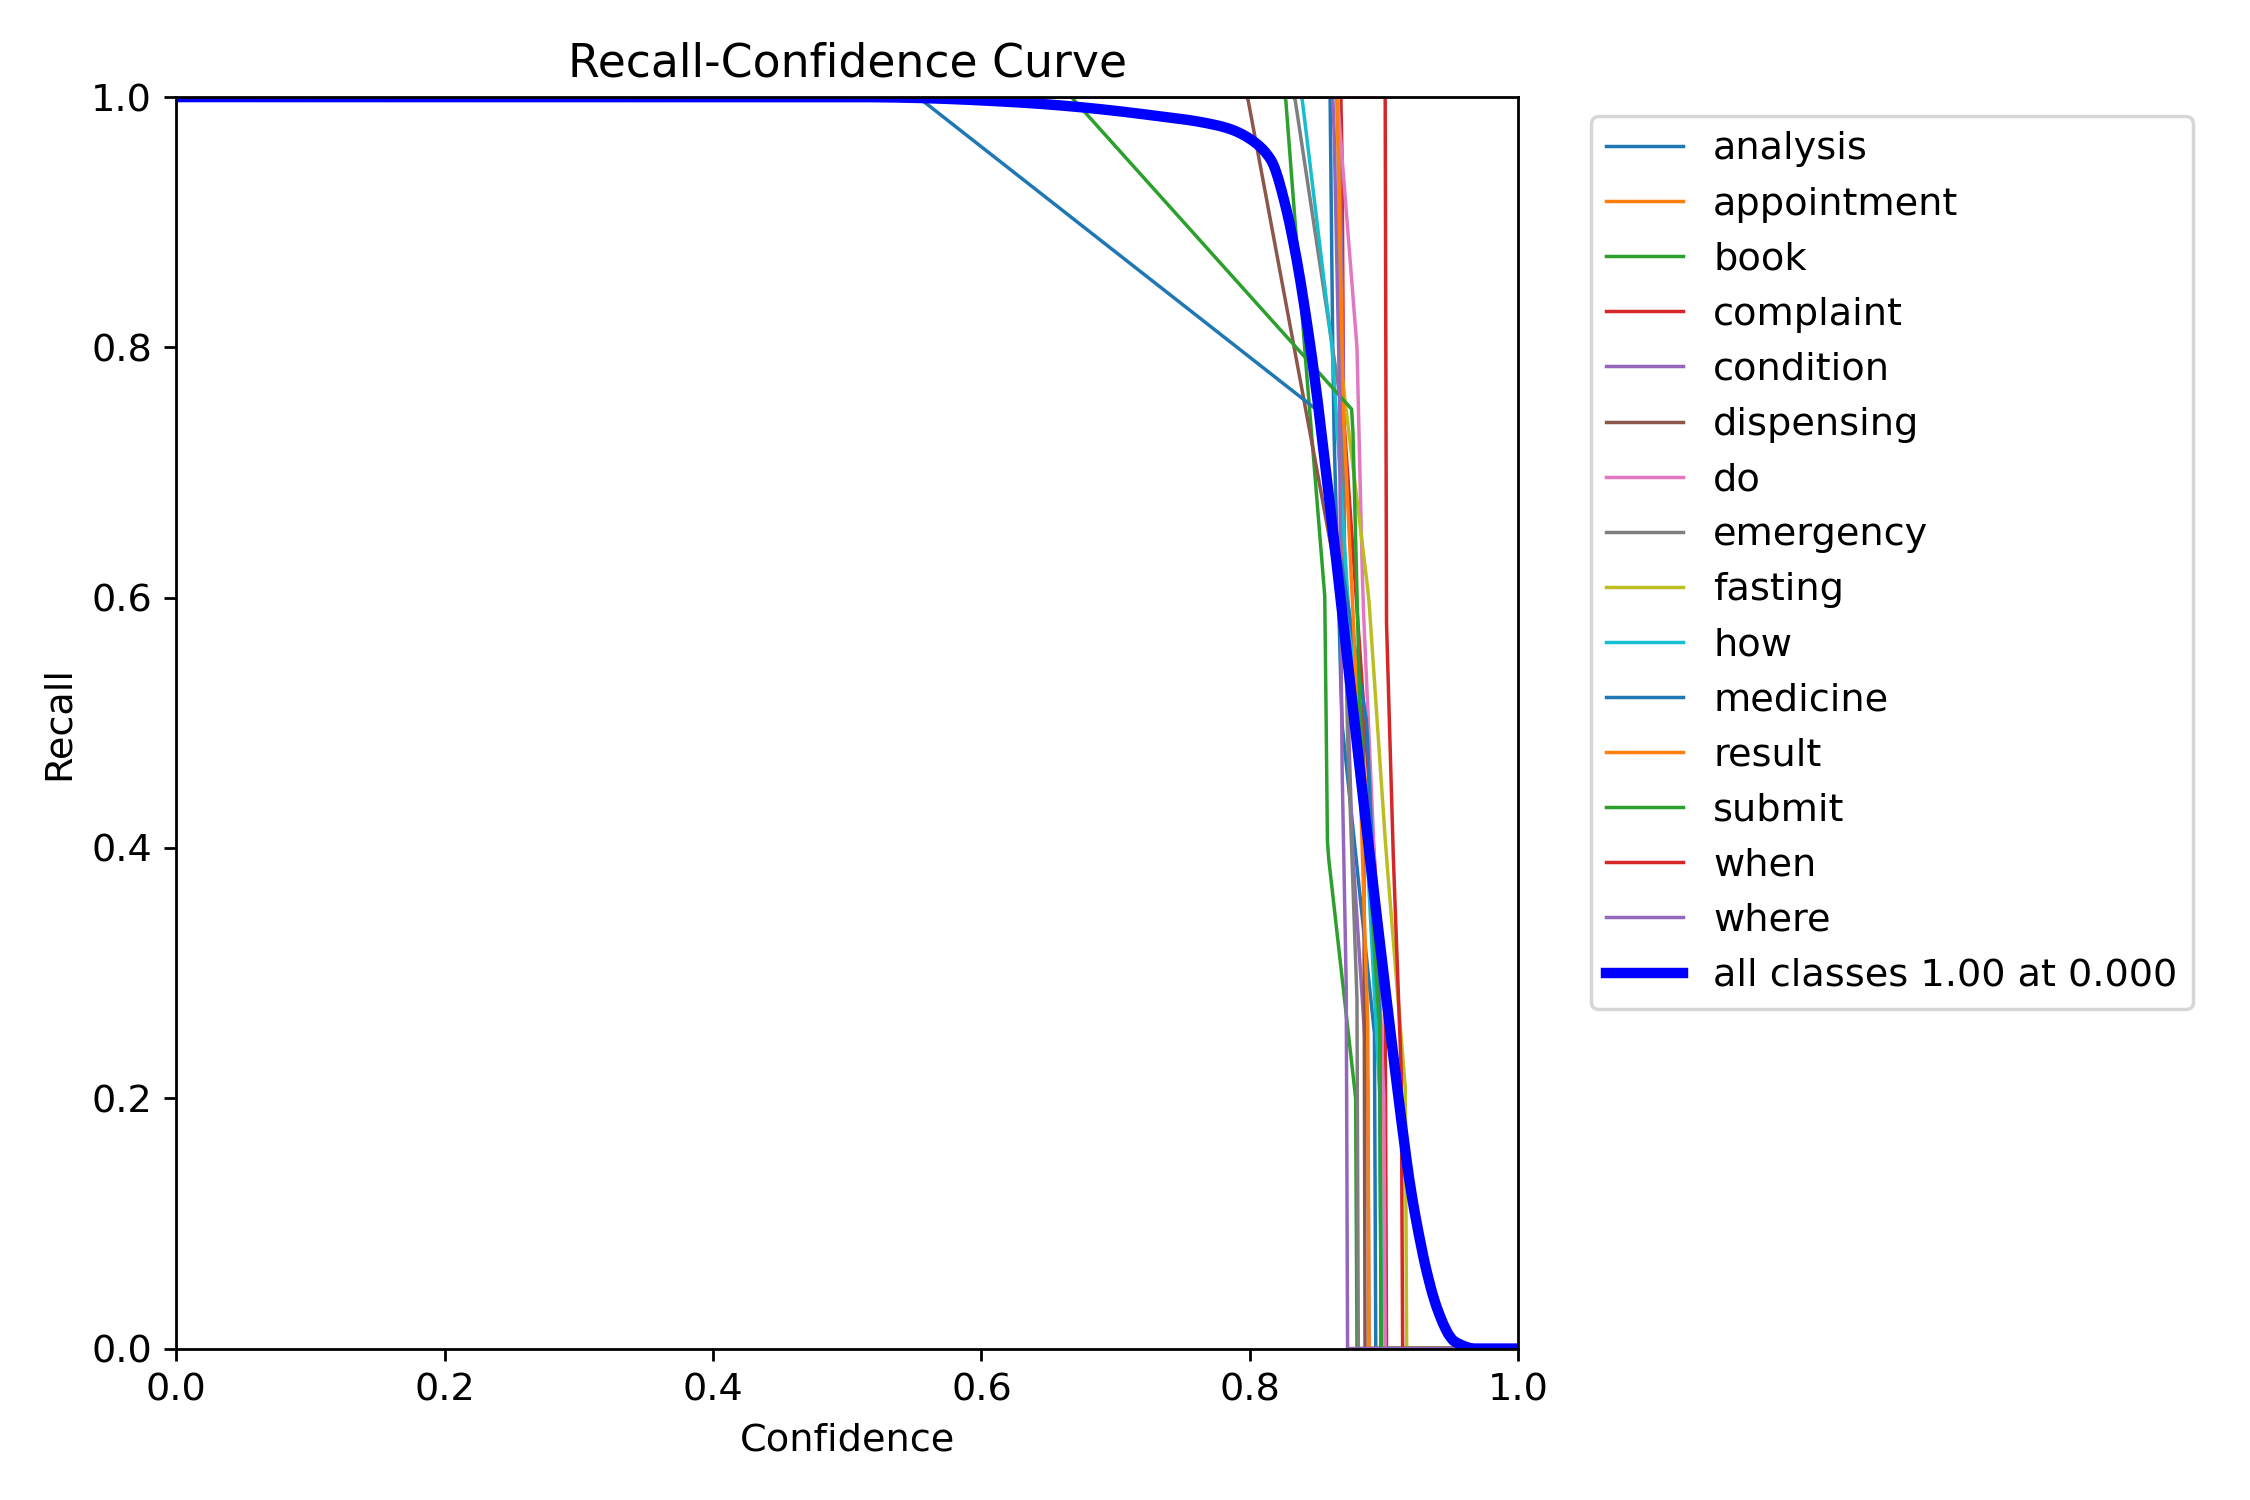 Recall-Confidence Curve
1.0
0.8
0.6
0.4
0.2
0.0
Recall
0.0 0.2 0.4 0.6 0.8 1.0
Confidence
analysis
appointment
book
complaint
condition
dispensing
do
emergency
fasting
how
medicine
result
submit
when
where
all classes 1.00 at 0.000